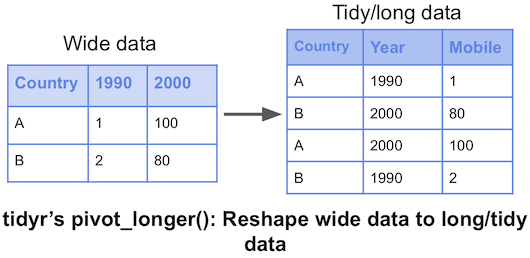 Wide data
Country 1990 2000
A 1 100
B 2 80
Tidy/long data
Country Year Mobile
A 1990 1
B 2000 80
A 2000 100
B 1990 2
tidyr's pivot_longer(): Reshape wide data to long/tidy
data